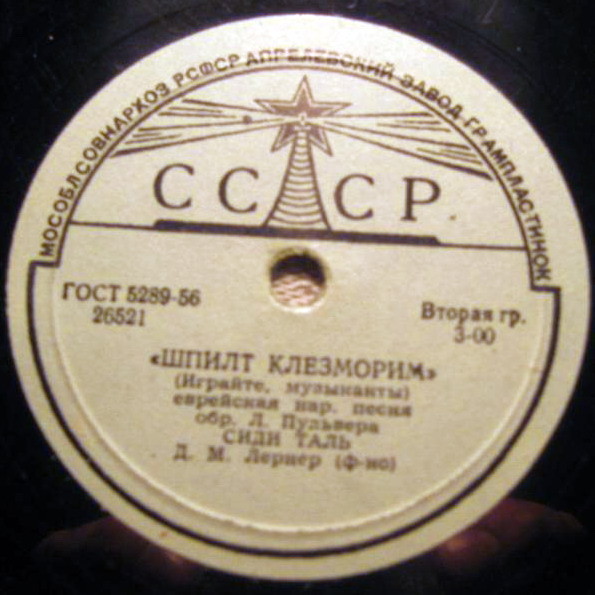 МОСОБЛСОВНАРХОЗ РСФСР АПРЕЛЕВСКИЙ ЗАВОД ГРАМПЛАСТИНОК
СССР
ГОСТ 5289-56
26521
Вторая гр.
3-00
«ШПИЛТ КЛЕЗМОРИМ»
(Играйте, музыканты)
еврейская нар. песня
обр. Л. Пульвера
СИДИ ТАЛЬ
Д. М. Лернер (ф-но)